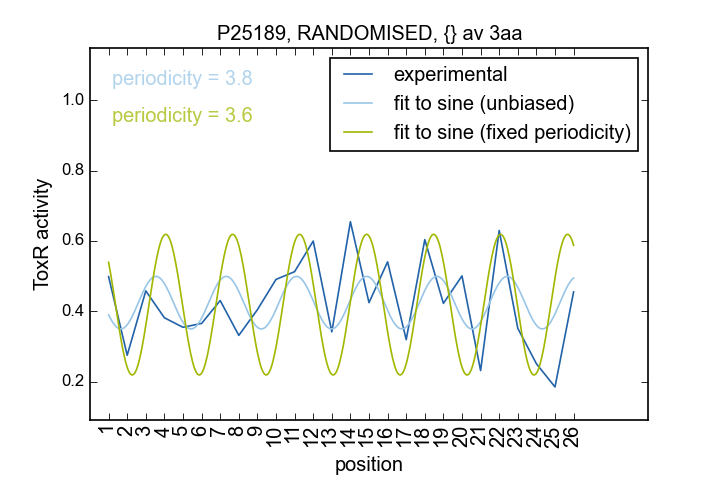 P25189, RANDOMISED, {} av 3aa
periodicity = 3.8
periodicity = 3.6
experimental
fit to sine (unbiased)
fit to sine (fixed periodicity)
ToxR activity
1.0
0.8
0.6
0.4
0.2
1 2 3 4 5 6 7 8 9 10 11 12 13 14 15 16 17 18 19 20 21 22 23 24 25 26
position